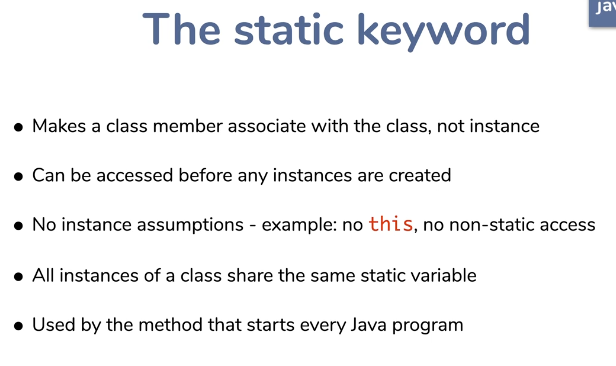 jav
The static keyword
• Makes a class member associate with the class, not instance
• Can be accessed before any instances are created
• No instance assumptions - example: no this, no non-static access
• All instances of a class share the same static variable
• Used by the method that starts every Java program